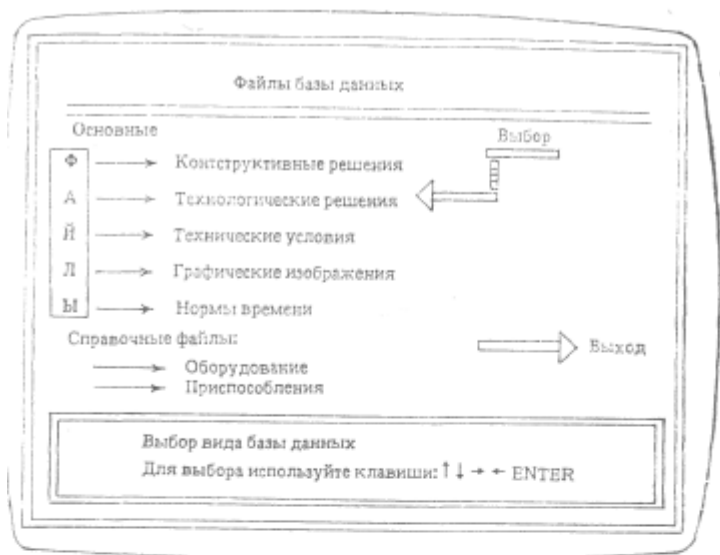 Файлы базы данных
Основные
Выбор
Ф → Контструктивные решения
А → Технологические решения
Й → Технические условия
Л → Графические изображения
Ы → Нормы времени
Справочные файлы:
Выход
→ Оборудование
→ Приспособления
Выбор вида базы данных
Для выбора используйте клавиши: ↑ ↓ → ← ENTER